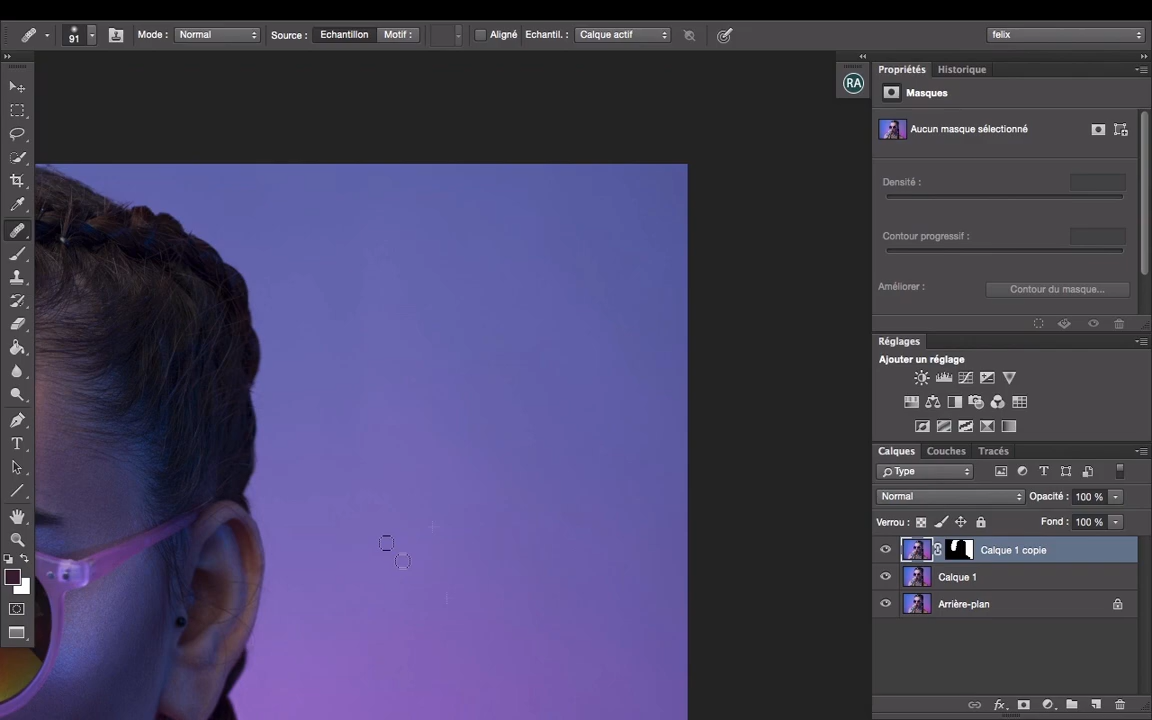 91
Mode :
Normal
Source :
Echantillon
Motif :
Aligné
Echantil. :
Calque actif
felix
RA
Propriétés
Historique
Masques
Aucun masque sélectionné
Densité :
Contour progressif :
Améliorer :
Contour du masque...
Réglages
Ajouter un réglage
Calques
Couches
Tracés
Type
Normal
Opacité :
100 %
Verrou :
Fond :
100 %
Calque 1 copie
Calque 1
Arrière-plan
fx